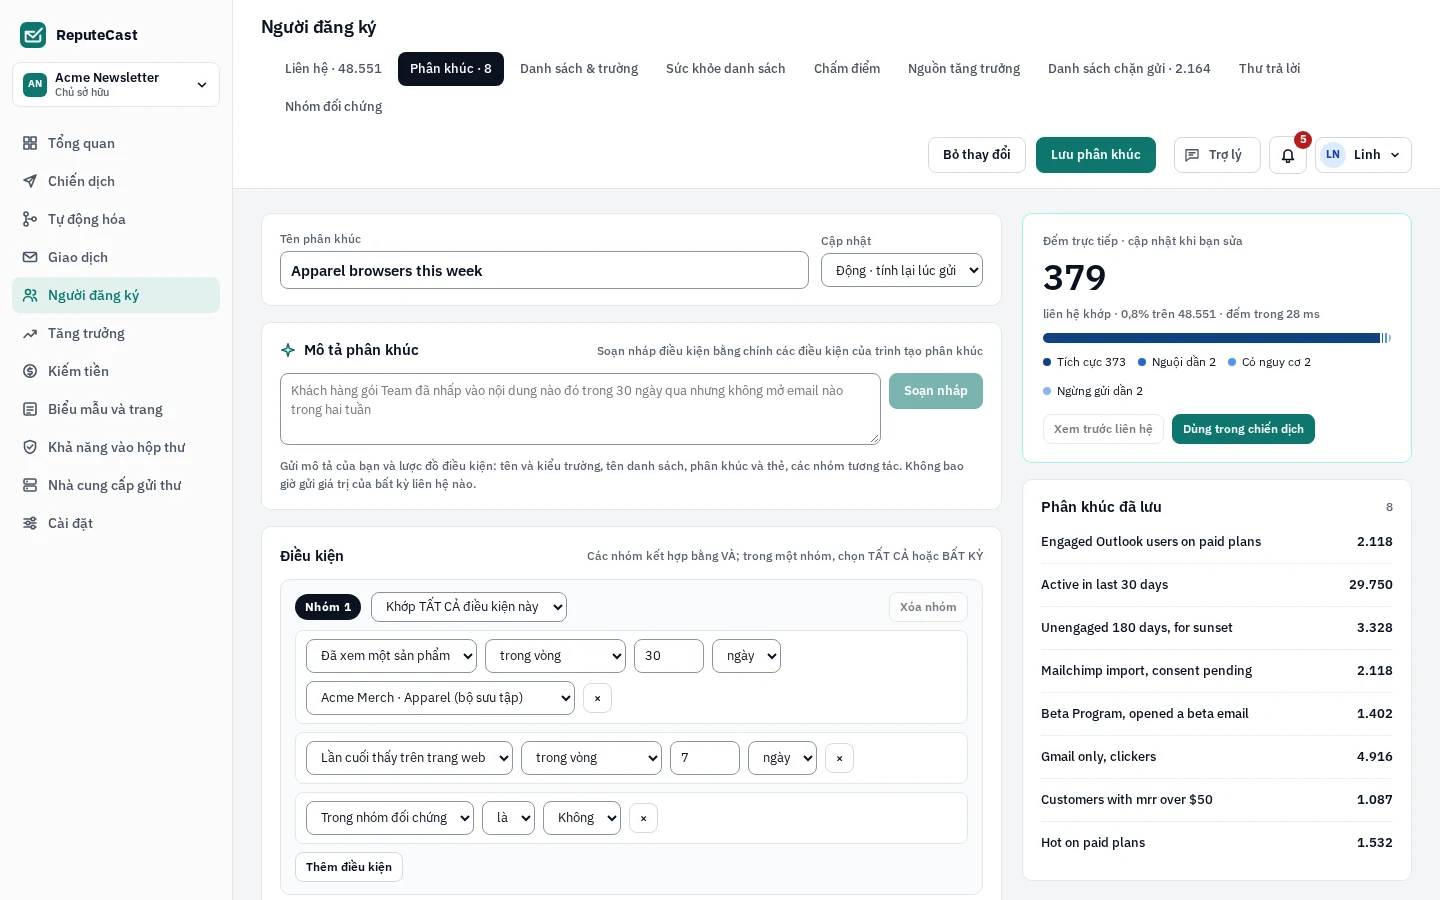 ReputeCast
AN
Acme Newsletter
Chủ sở hữu
Tổng quan
Chiến dịch
Tự động hóa
Giao dịch
Người đăng ký
Tăng trưởng
Kiếm tiền
Biểu mẫu và trang
Khả năng vào hộp thư
Nhà cung cấp gửi thư
Cài đặt
Người đăng ký
Liên hệ · 48.551
Phân khúc · 8
Danh sách & trường
Sức khỏe danh sách
Chấm điểm
Nguồn tăng trưởng
Danh sách chặn gửi · 2.164
Thư trả lời
Nhóm đối chứng
Bỏ thay đổi
Lưu phân khúc
Trợ lý
5
LN
Linh
Tên phân khúc
Apparel browsers this week
Cập nhật
Động · tính lại lúc gửi
Mô tả phân khúc
Soạn nháp điều kiện bằng chính các điều kiện của trình tạo phân khúc
Khách hàng gói Team đã nhấp vào nội dung nào đó trong 30 ngày qua nhưng không mở email nào
trong hai tuần
Soạn nháp
Gửi mô tả của bạn và lược đồ điều kiện: tên và kiểu trường, tên danh sách, phân khúc và thẻ, các nhóm tương tác. Không bao
giờ gửi giá trị của bất kỳ liên hệ nào.
Điều kiện
Các nhóm kết hợp bằng VÀ; trong một nhóm, chọn TẤT CẢ hoặc BẤT KỲ
Nhóm 1
Khớp TẤT CẢ điều kiện này
Xóa nhóm
Đã xem một sản phẩm
trong vòng
30
ngày
Acme Merch · Apparel (bộ sưu tập)
×
Lần cuối thấy trên trang web
trong vòng
7
ngày
×
Trong nhóm đối chứng
là
Không
×
Thêm điều kiện
Đếm trực tiếp · cập nhật khi bạn sửa
379
liên hệ khớp · 0,8% trên 48.551 · đếm trong 28 ms
Tích cực 373
Nguội dần 2
Có nguy cơ 2
Ngừng gửi dần 2
Xem trước liên hệ
Dùng trong chiến dịch
Phân khúc đã lưu
8
Engaged Outlook users on paid plans
2.118
Active in last 30 days
29.750
Unengaged 180 days, for sunset
3.328
Mailchimp import, consent pending
2.118
Beta Program, opened a beta email
1.402
Gmail only, clickers
4.916
Customers with mrr over $50
1.087
Hot on paid plans
1.532